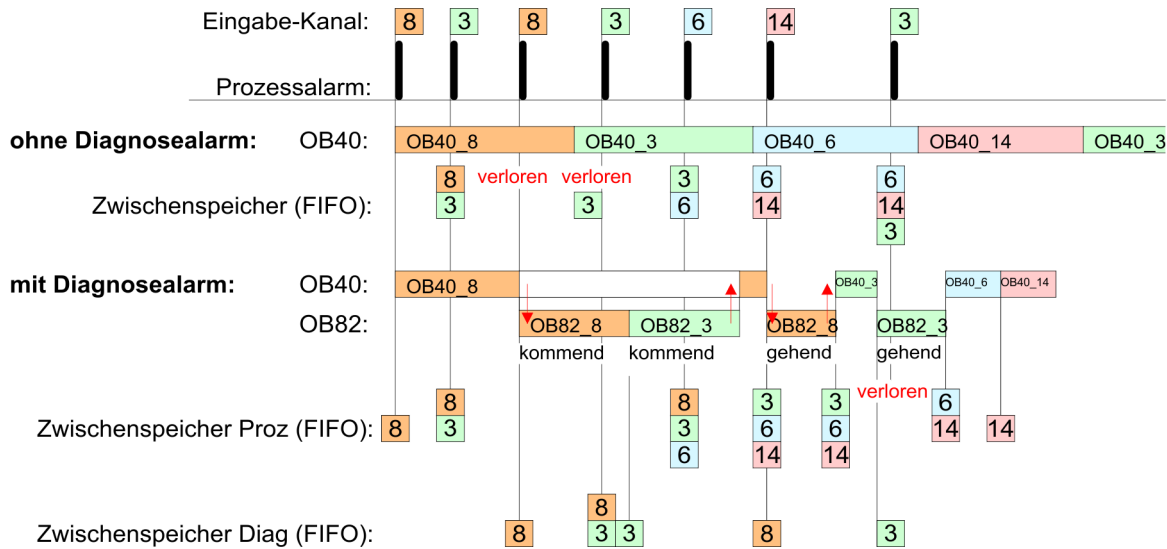 Eingabe-Kanal: 8 3 8 3 6 14 3
Prozessalarm:
ohne Diagnosealarm: OB40: OB40_8 OB40_3 OB40_6 OB40_14 OB40_3
8 verloren verloren 3 6 6
Zwischenspeicher (FIFO): 3 3 6 14 14
3
mit Diagnosealarm: OB40: OB40_8 OB40_3 OB40_6 OB40_14
OB82: OB82_8 OB82_3 OB82_8 OB82_3
kommend kommend gehend gehend
verloren
8 8 3 3 6
Zwischenspeicher Proz (FIFO): 8 3 3 6 6 14 14
6 14 14
8
Zwischenspeicher Diag (FIFO): 8 3 3 8 3